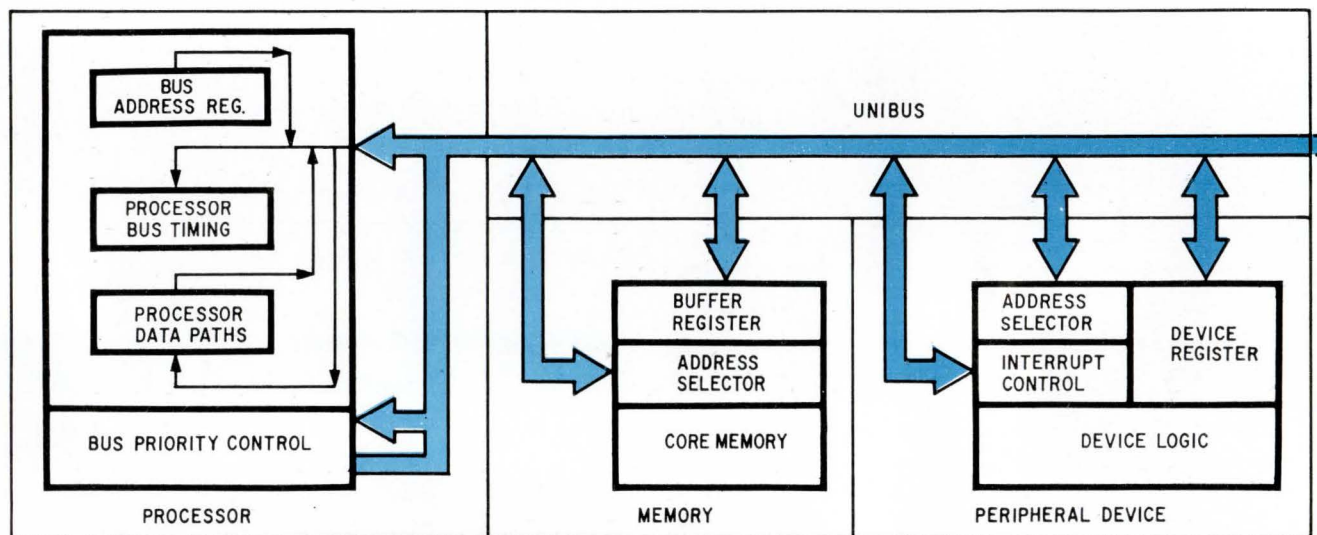 BUS
ADDRESS REG.
PROCESSOR
BUS TIMING
PROCESSOR
DATA PATHS
BUS PRIORITY CONTROL
PROCESSOR
UNIBUS
BUFFER
REGISTER
ADDRESS
SELECTOR
CORE MEMORY
MEMORY
ADDRESS
SELECTOR
INTERRUPT
CONTROL
DEVICE
REGISTER
DEVICE LOGIC
PERIPHERAL DEVICE